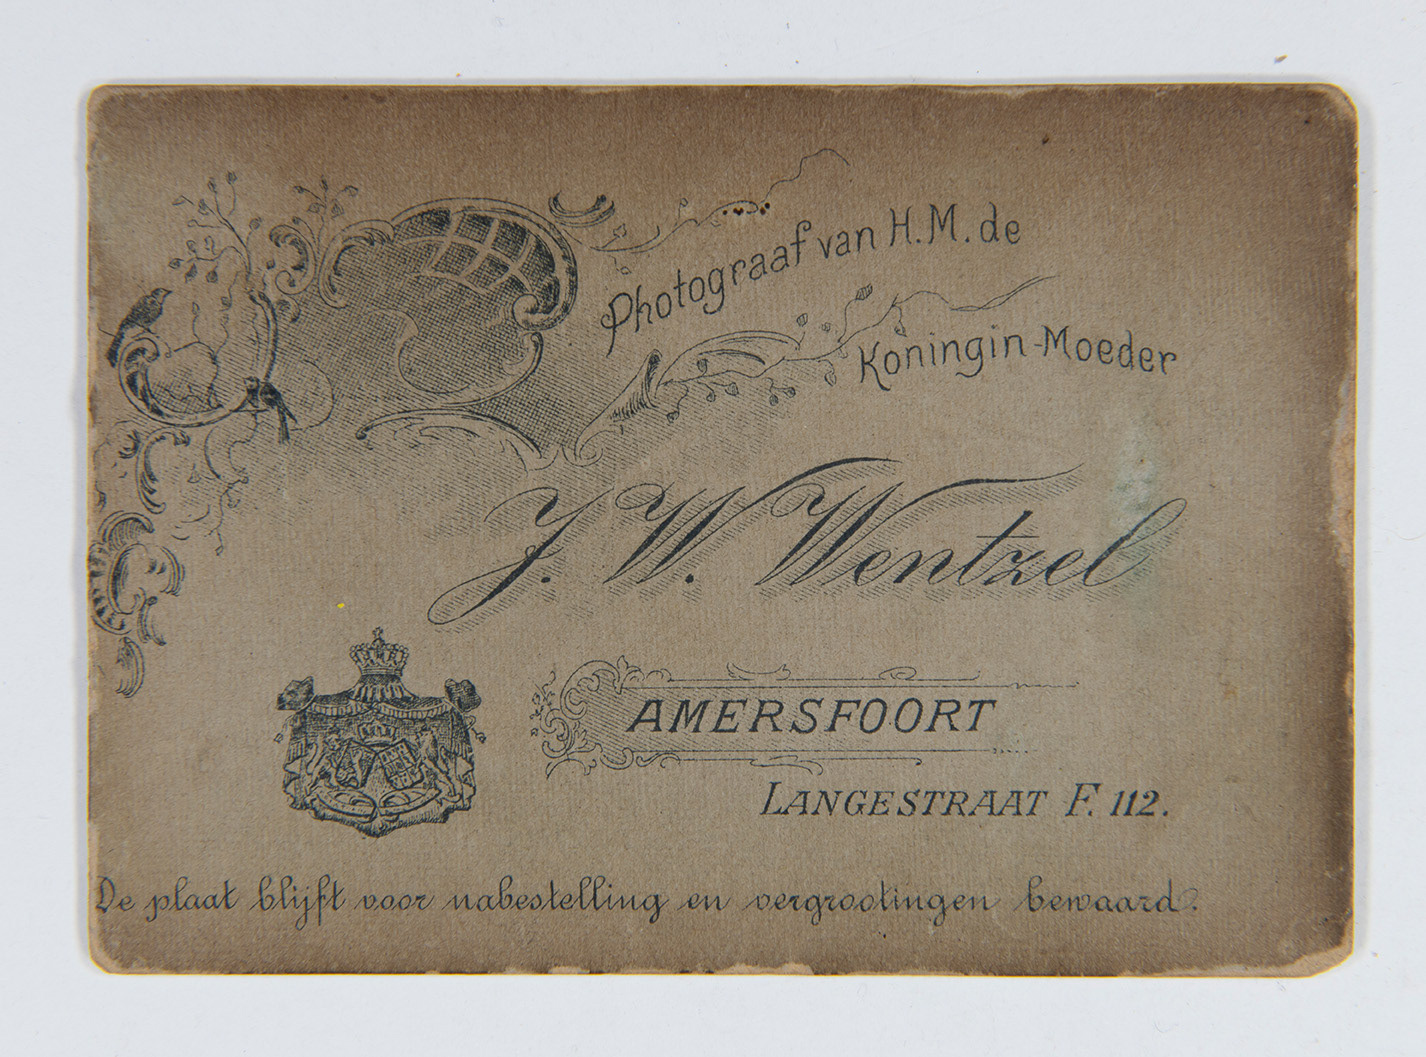 Photograaf van H.M. de
Koningin-Moeder
J. W. Wentzel
AMERSFOORT
LANGESTRAAT F. 112.
De plaat blijft voor nabestelling en vergrootingen bewaard.